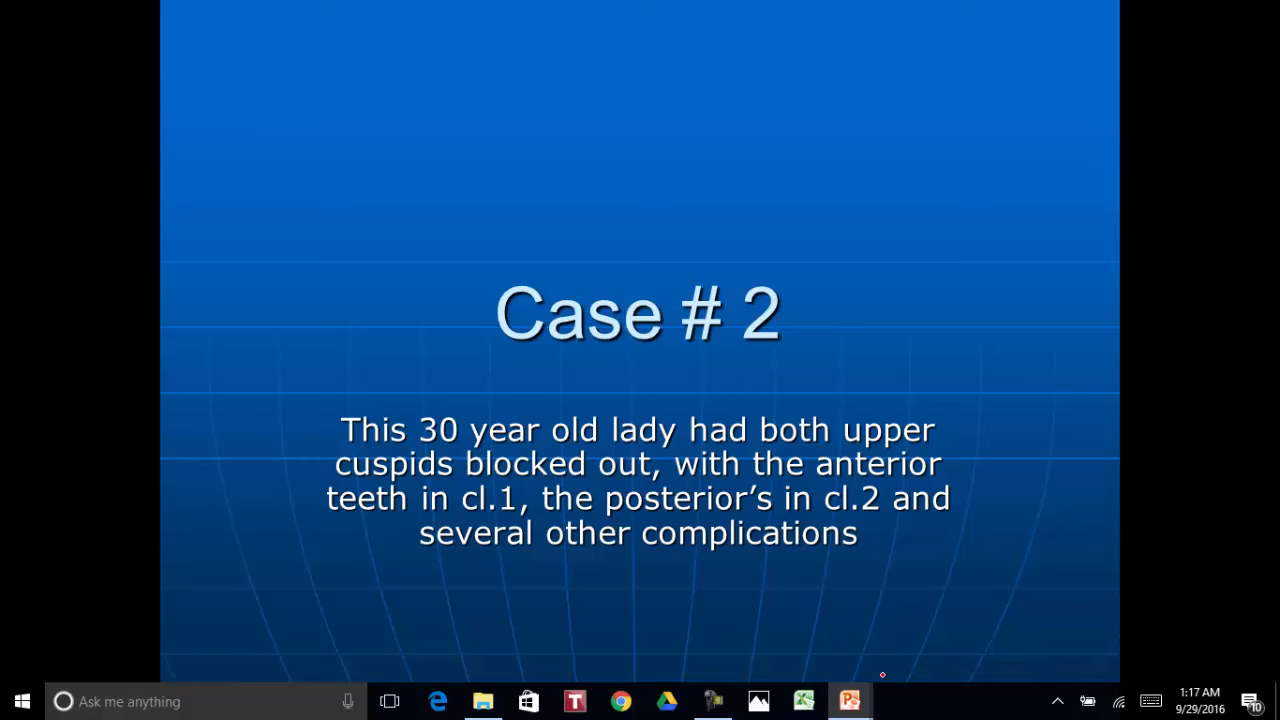 Case # 2
This 30 year old lady had both upper
cuspids blocked out, with the anterior
teeth in cl.1, the posterior’s in cl.2 and
several other complications
Ask me anything
1:17 AM
9/29/2016
10